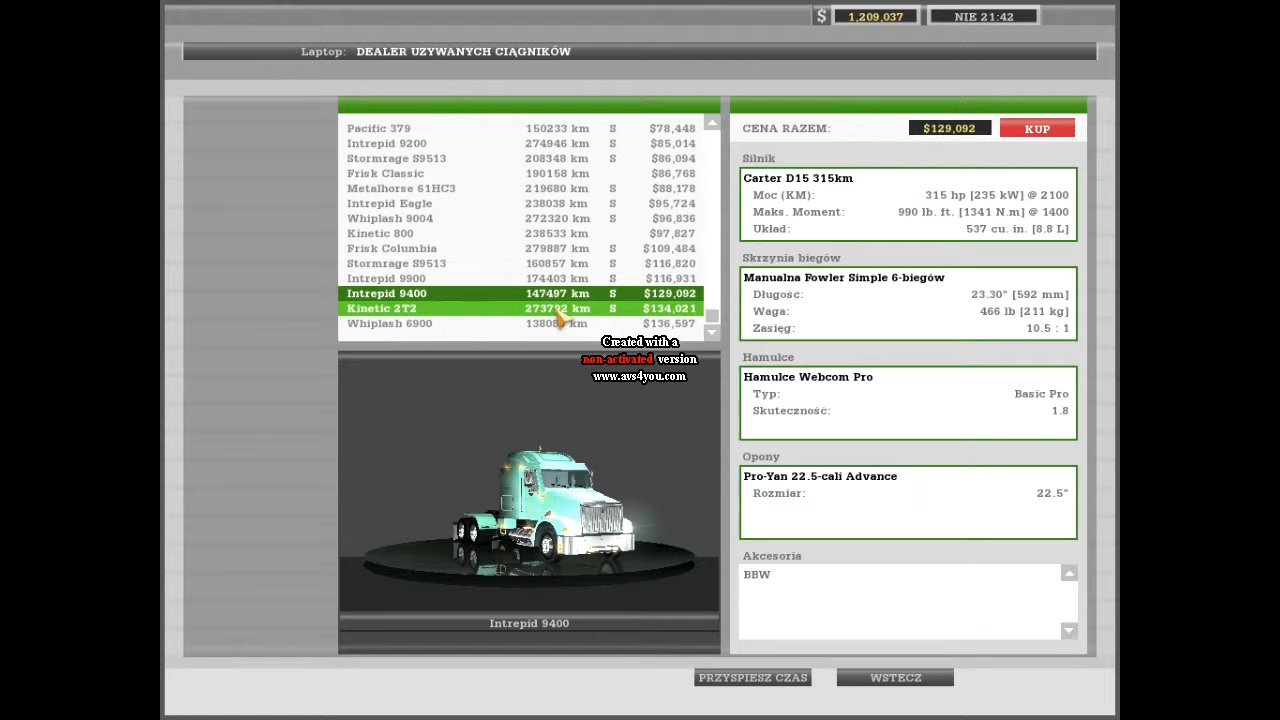 $ 1,209,037 NIE 21:42
Laptop: DEALER UZYWANYCH CIĄGNIKÓW
Pacific 379 150233 km S $78,448
Intrepid 9200 274946 km S $85,014
Stormrage S9513 208348 km S $86,094
Frisk Classic 190158 km $86,768
Metalhorse 61HC3 219680 km S $88,178
Intrepid Eagle 238038 km $95,724
Whiplash 9004 272320 km S $96,836
Kinetic 800 238533 km $97,827
Frisk Columbia 279887 km S $109,484
Stormrage S9513 160857 km S $116,820
Intrepid 9900 174403 km $116,931
Intrepid 9400 147497 km S $129,092
Kinetic 2T2 273792 km S $134,021
Whiplash 6900 km $136,597
Created with a
non-activated version
www.avs4you.com
Intrepid 9400
CENA RAZEM: $129,092 KUP
Silnik
Carter D15 315km
Moc (KM): 315 hp [235 kW] @ 2100
Maks. Moment: 990 lb. ft. [1341 N.m] @ 1400
Układ: 537 cu. in. [8.8 L]
Skrzynia biegów
Manualna Fowler Simple 6-biegów
Długość: 23.30" [592 mm]
Waga: 466 lb [211 kg]
Zasięg: 10.5 : 1
Hamulce
Hamulce Webcom Pro
Typ: Basic Pro
Skuteczność: 1.8
Opony
Pro-Yan 22.5-cali Advance
Rozmiar: 22.5"
Akcesoria
BBW
PRZYSPIESZ CZAS WSTECZ